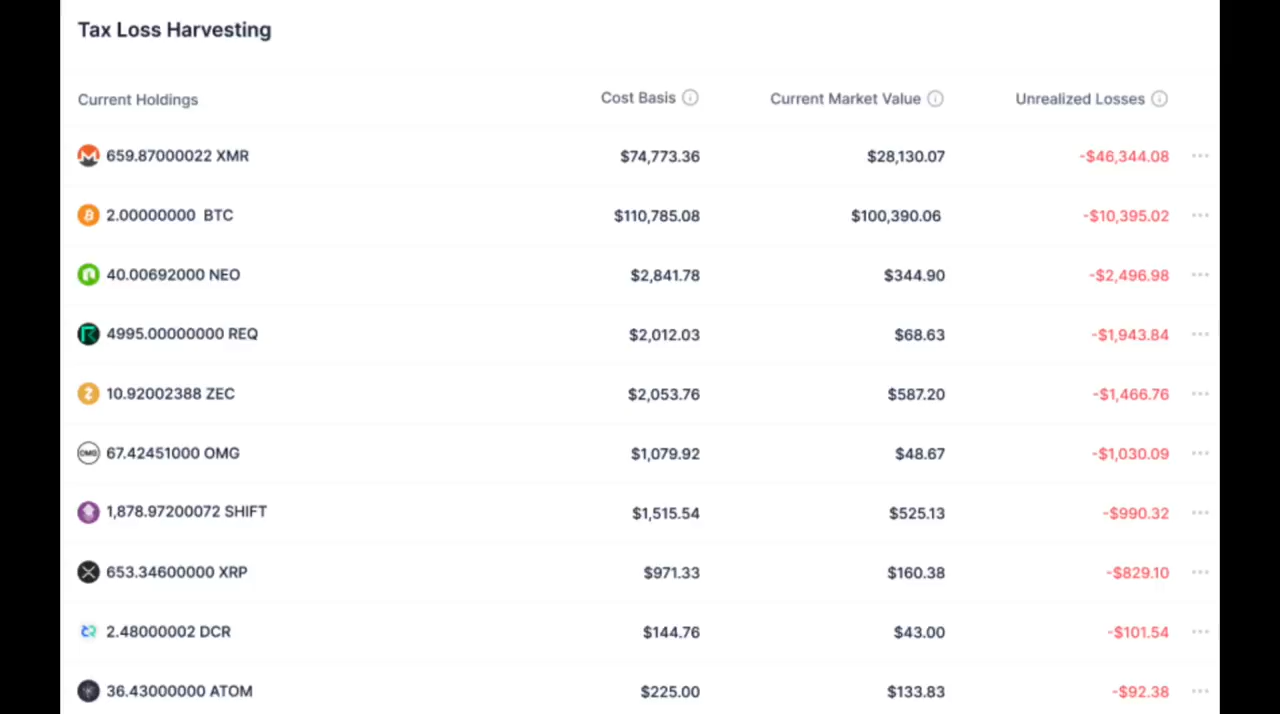 Tax Loss Harvesting
Current Holdings Cost Basis Current Market Value Unrealized Losses
659.87000022 XMR $74,773.36 $28,130.07 -$46,344.08
2.00000000 BTC $110,785.08 $100,390.06 -$10,395.02
40.00692000 NEO $2,841.78 $344.90 -$2,496.98
4995.00000000 REQ $2,012.03 $68.63 -$1,943.84
10.92002388 ZEC $2,053.76 $587.20 -$1,466.76
OMG 67.42451000 OMG $1,079.92 $48.67 -$1,030.09
1,878.97200072 SHIFT $1,515.54 $525.13 -$990.32
653.34600000 XRP $971.33 $160.38 -$829.10
2.48000002 DCR $144.76 $43.00 -$101.54
36.43000000 ATOM $225.00 $133.83 -$92.38